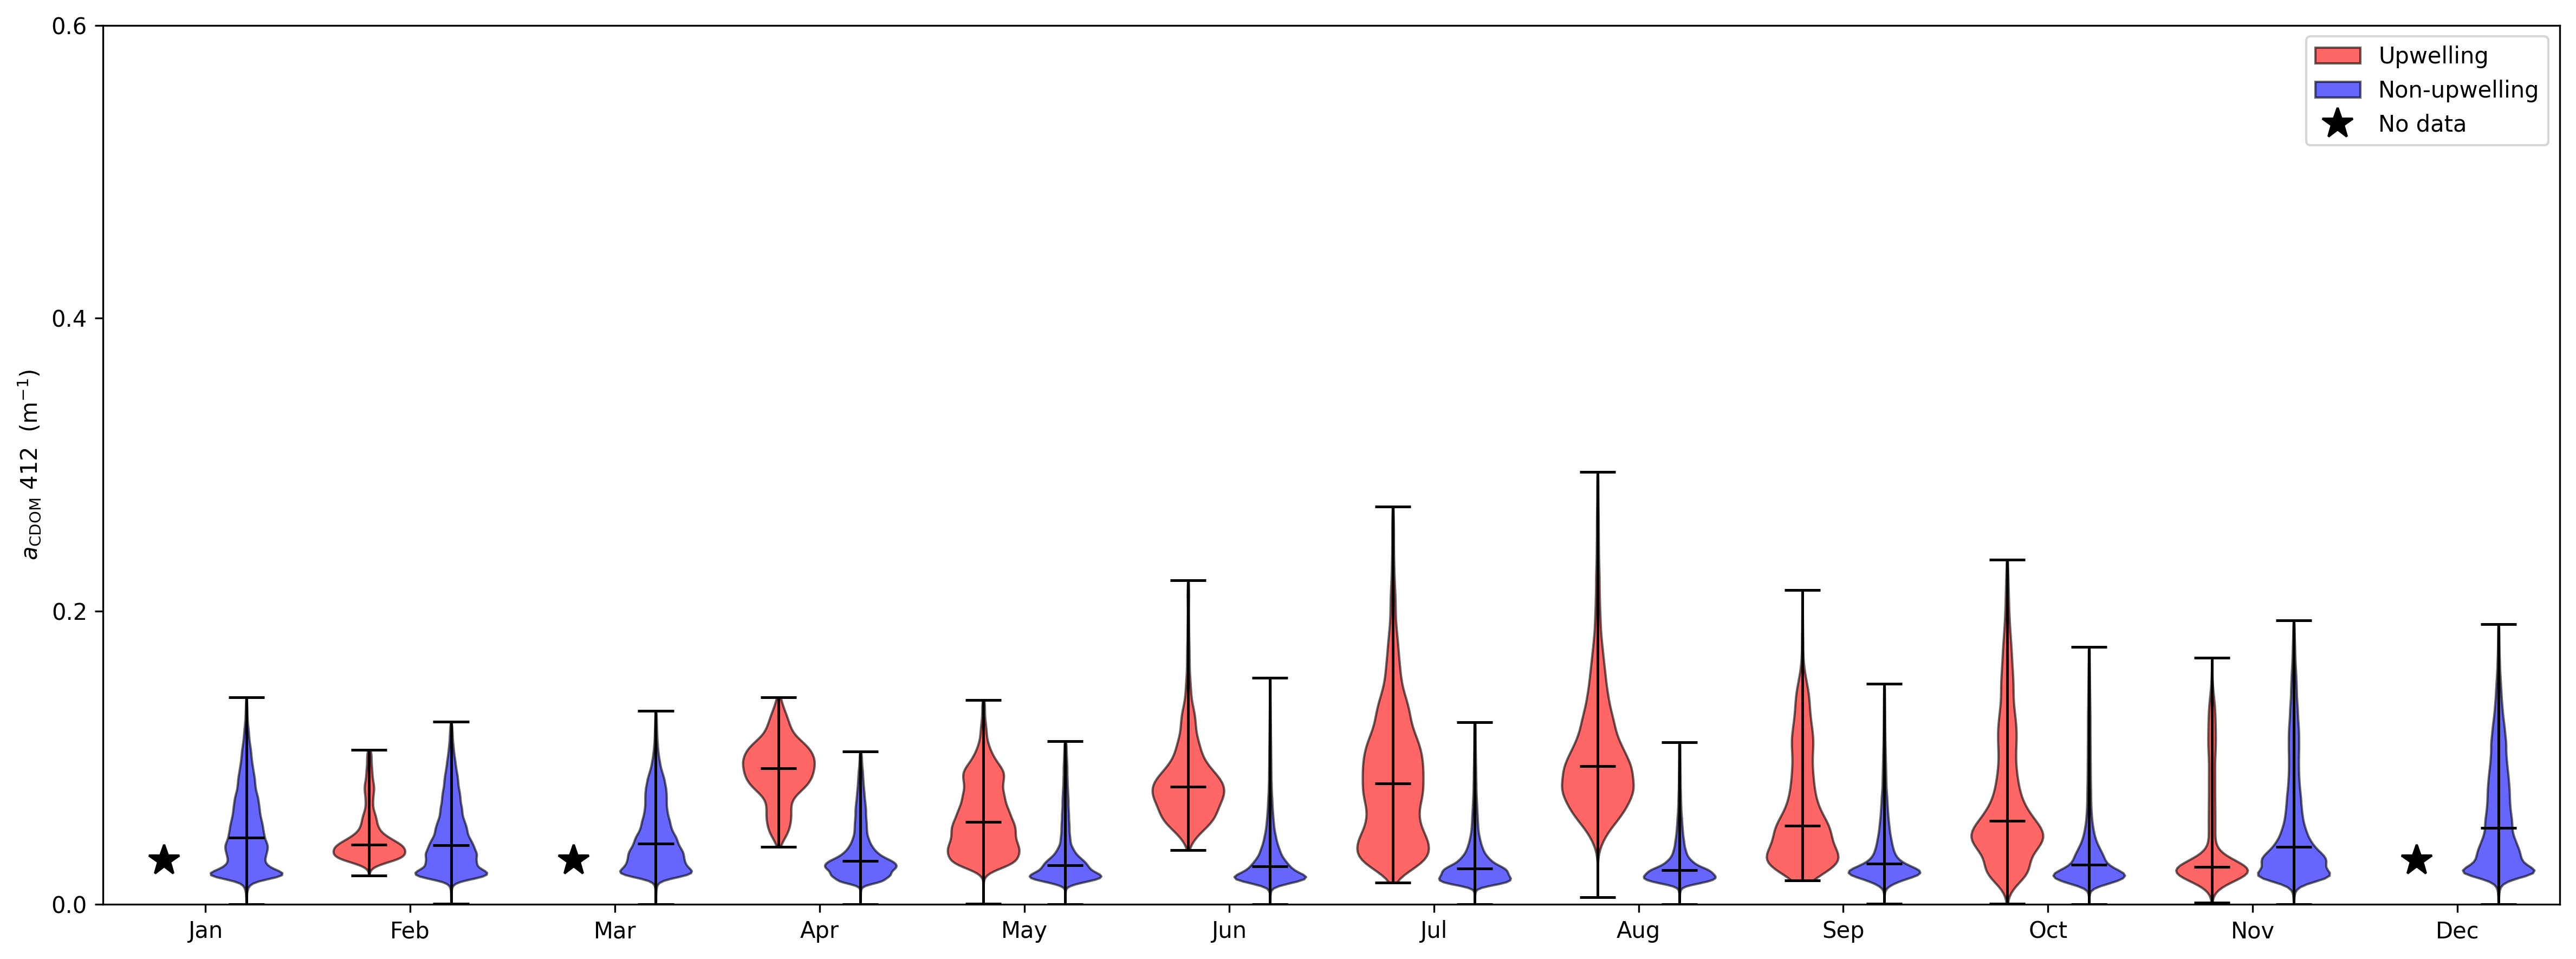 0.6
0.4
0.2
0.0
a_CDOM 412 (m⁻¹)
Upwelling
Non-upwelling
No data
Jan Feb Mar Apr May Jun Jul Aug Sep Oct Nov Dec